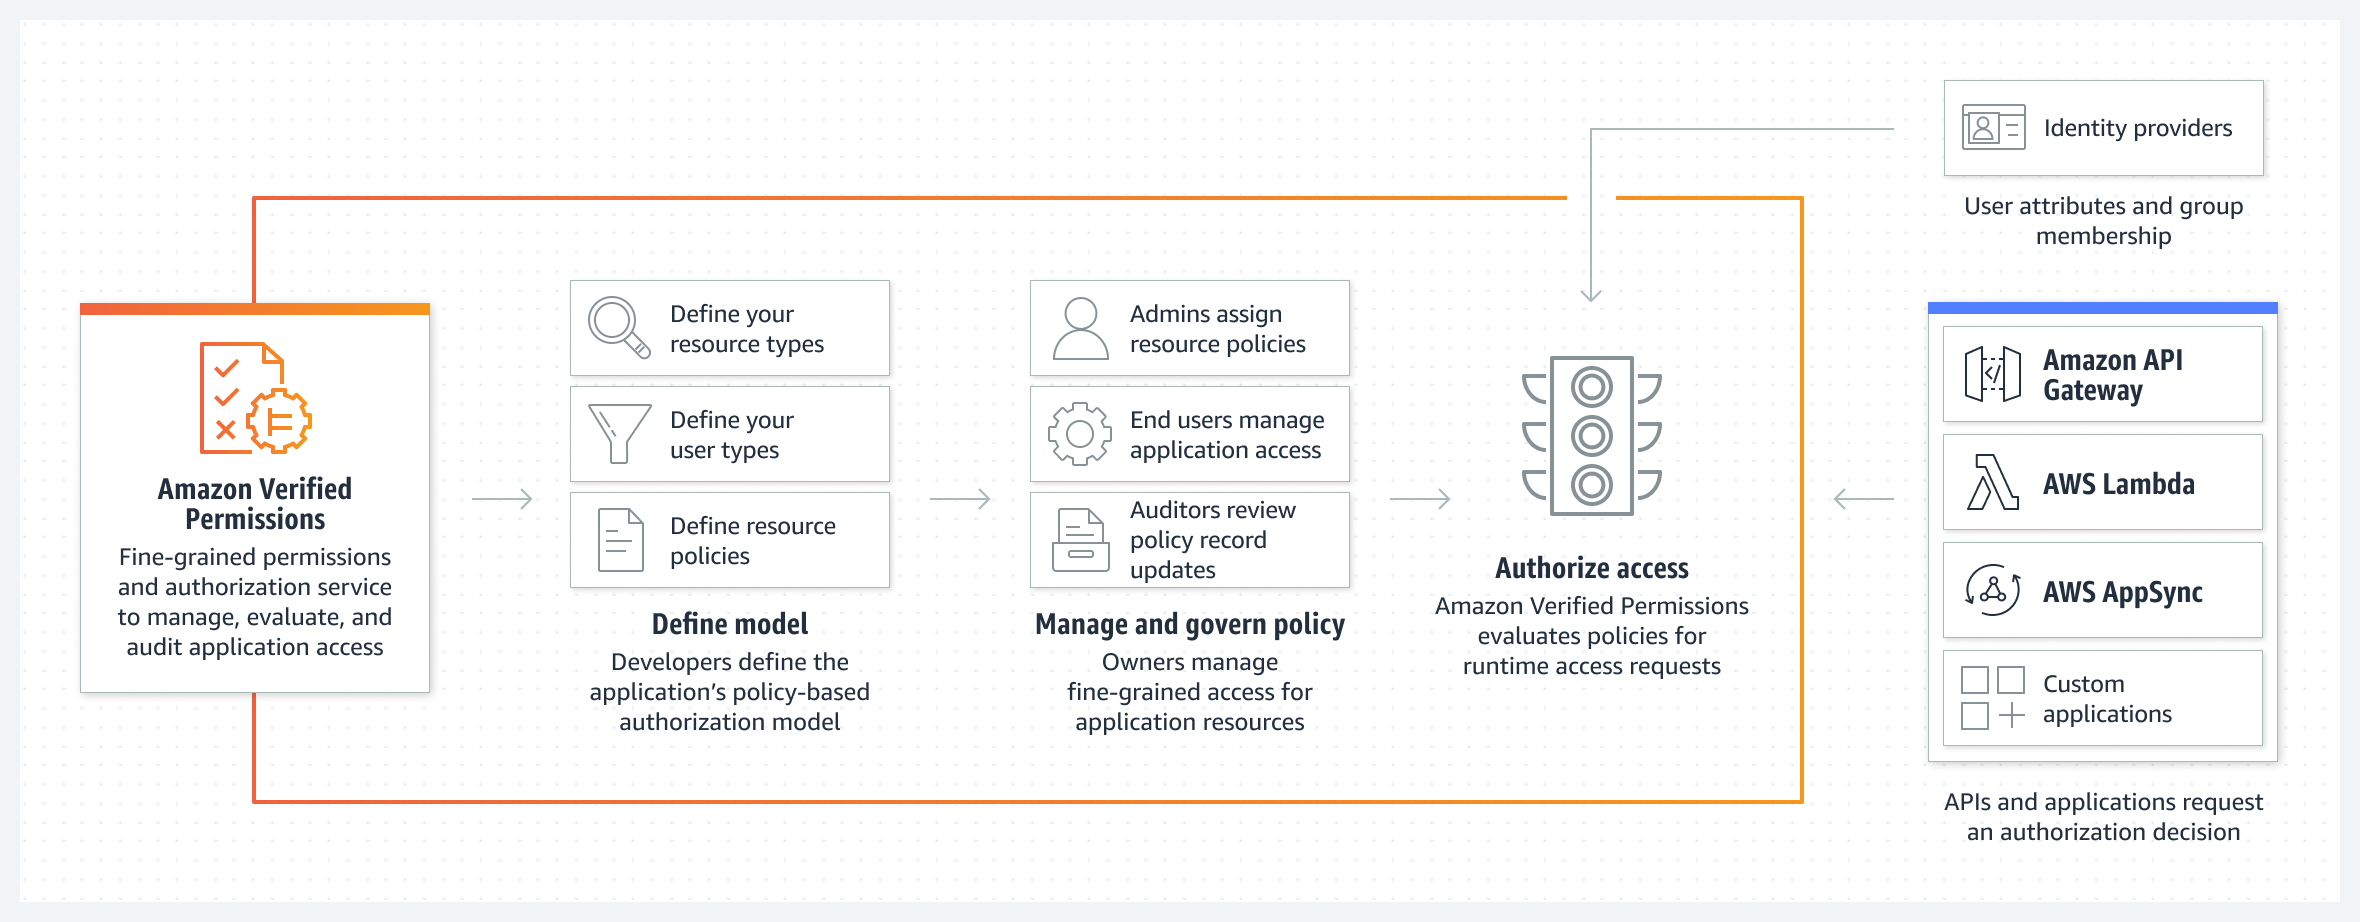 Amazon Verified
Permissions
Fine-grained permissions
and authorization service
to manage, evaluate, and
audit application access
Define your
resource types
Define your
user types
Define resource
policies
Define model
Developers define the
application’s policy-based
authorization model
Admins assign
resource policies
End users manage
application access
Auditors review
policy record
updates
Manage and govern policy
Owners manage
fine-grained access for
application resources
Authorize access
Amazon Verified Permissions
evaluates policies for
runtime access requests
Identity providers
User attributes and group
membership
Amazon API
Gateway
AWS Lambda
AWS AppSync
Custom
applications
APIs and applications request
an authorization decision